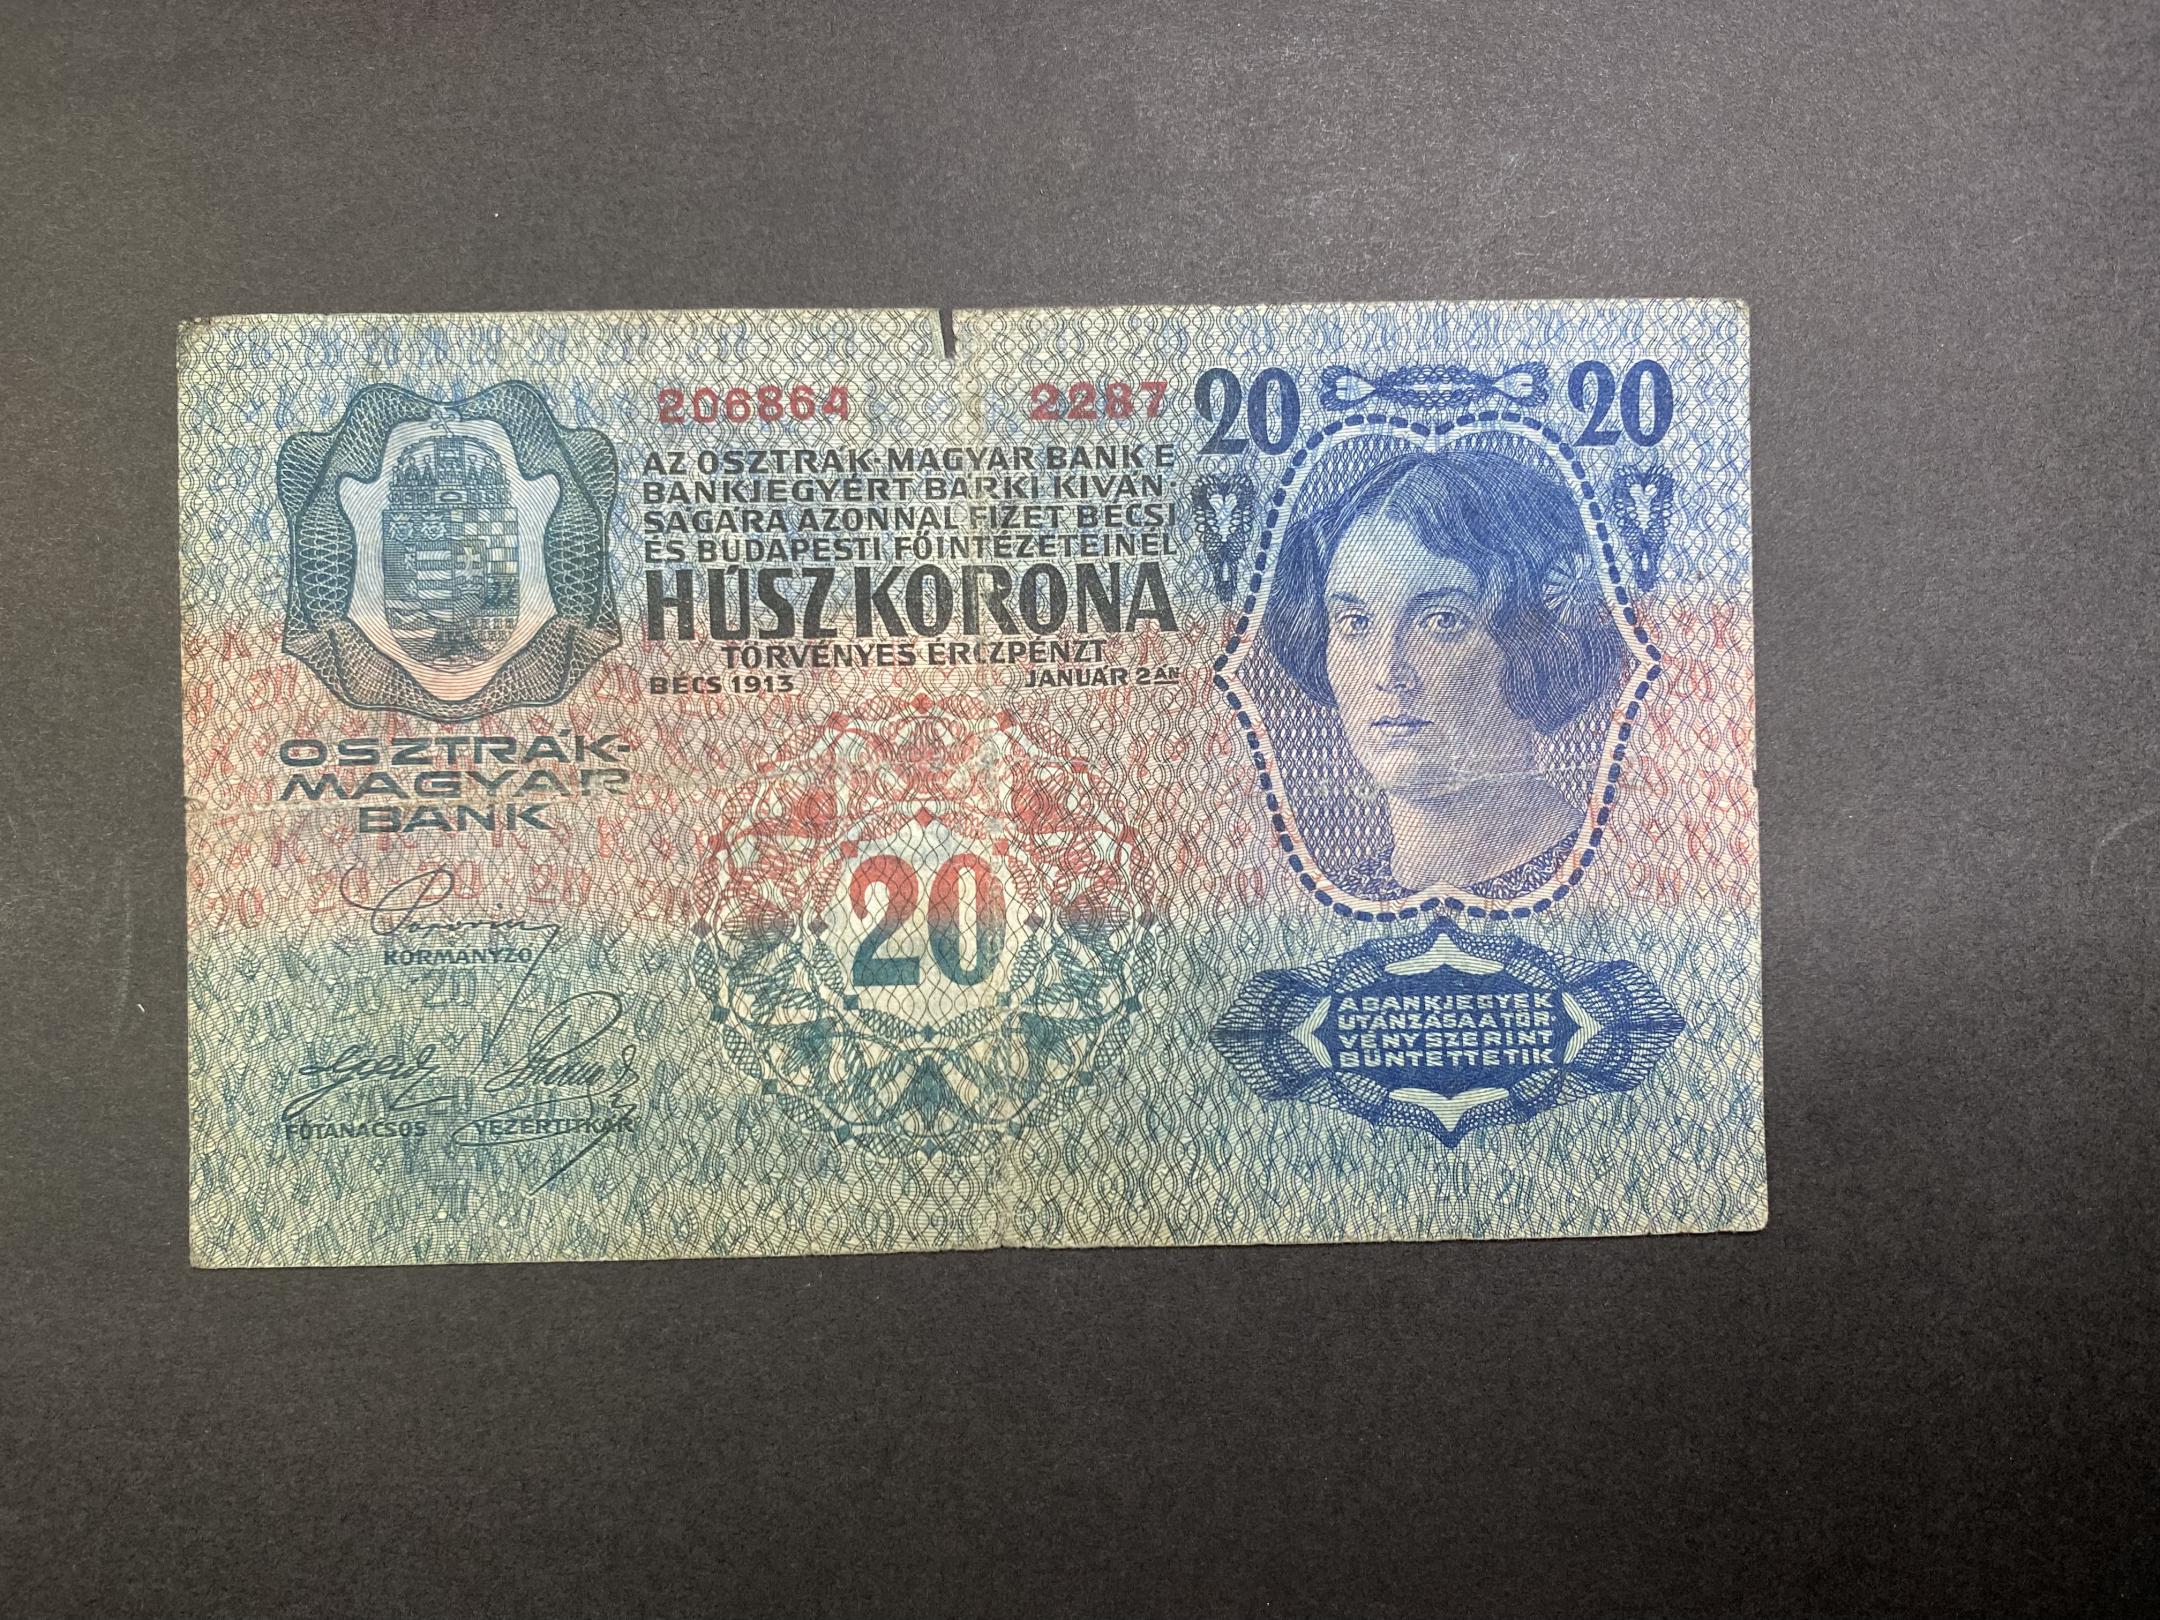 206864 2287
20 20
AZ OSZTRÁK-MAGYAR BANK E
BANKJEGYÉRT BÁRKI KIVÁN-
SÁGÁRA AZONNAL FIZET BÉCSI
ÉS BUDAPESTI FŐINTÉZETEINÉL
HÚSZ KORONA
TÖRVÉNYES ÉRCZPÉNZT
BÉCS 1913 JANUÁR 2ÁN
OSZTRÁK-
MAGYAR
BANK
KORMÁNYZÓ
FŐTANÁCSOS VEZÉRTITKÁR
20
A BANKJEGYEK
UTÁNZÁSA A TÖR-
VÉNY SZERINT
BÜNTETTETIK